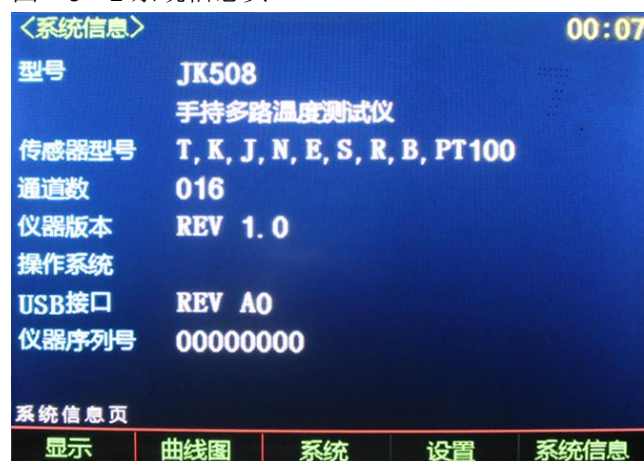 <系统信息>
00:07
型号 JK508
手持多路温度测试仪
传感器型号 T, K, J, N, E, S, R, B, PT100
通道数 016
仪器版本 REV 1.0
操作系统
USB接口 REV A0
仪器序列号 00000000
系统信息页
显示 曲线图 系统 设置 系统信息